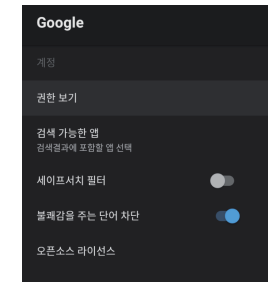 Google
계정
권한 보기
검색 가능한 앱
검색결과에 포함할 앱 선택
세이프서치 필터
불쾌감을 주는 단어 차단
오픈소스 라이선스